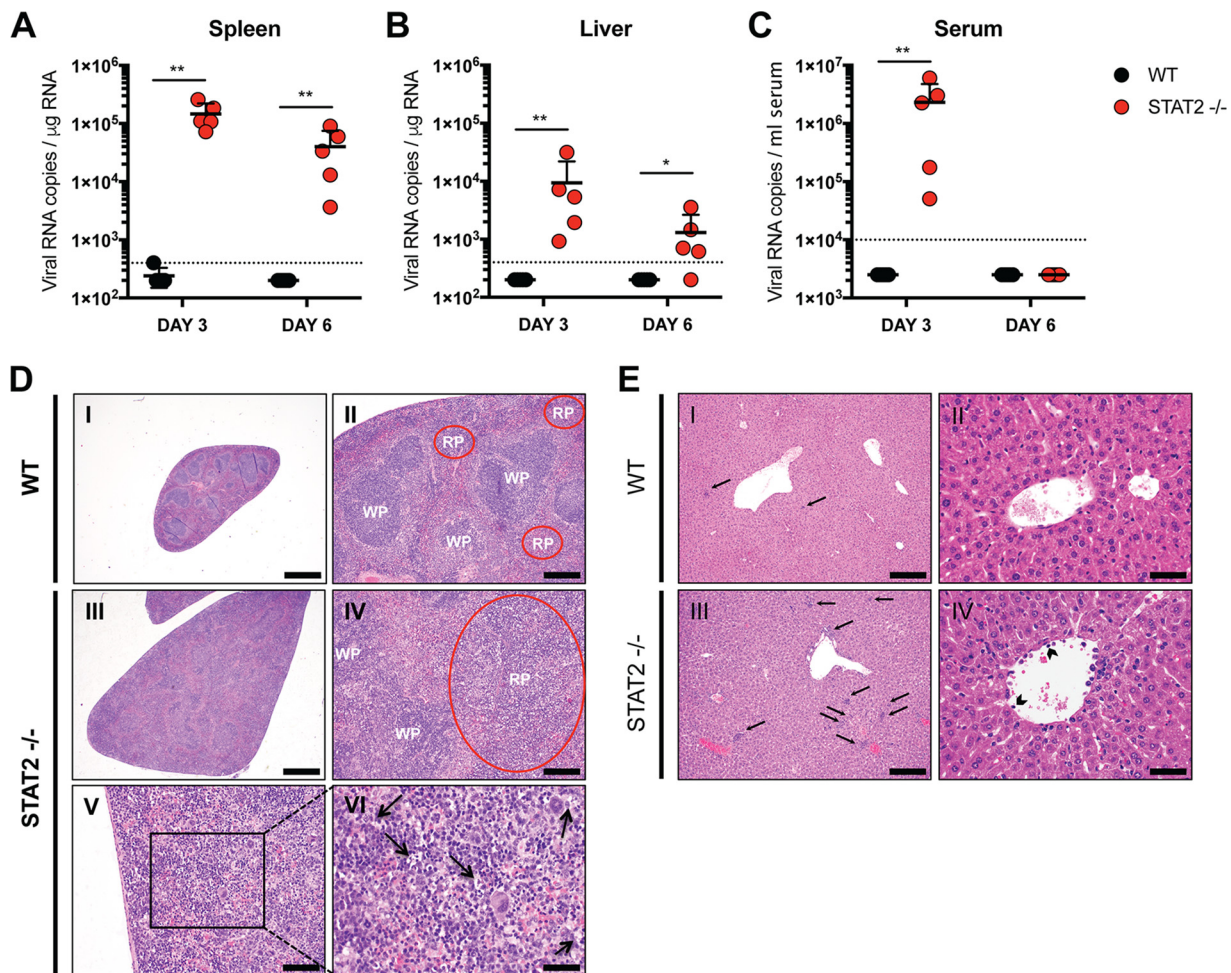 A
Spleen
Viral RNA copies / μg RNA
1×10⁶
1×10⁵
1×10⁴
1×10³
1×10²
**
**
DAY 3
DAY 6
B
Liver
Viral RNA copies / μg RNA
1×10⁶
1×10⁵
1×10⁴
1×10³
1×10²
**
*
DAY 3
DAY 6
C
Serum
Viral RNA copies / ml serum
1×10⁷
1×10⁶
1×10⁵
1×10⁴
1×10³
**
DAY 3
DAY 6
WT
STAT2 -/-
D
WT
I
II
RP
RP
WP
WP
WP
RP
STAT2 -/-
III
IV
WP
RP
WP
V
VI
E
WT
I
II
STAT2 -/-
III
IV